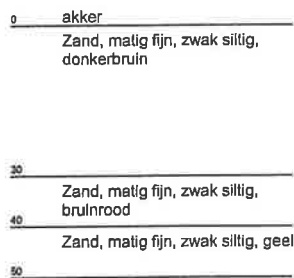 0 akker
Zand, matig fijn, zwak siltig,
donkerbruin
30
Zand, matig fijn, zwak siltig,
bruinrood
40
Zand, matig fijn, zwak siltig, geel
50